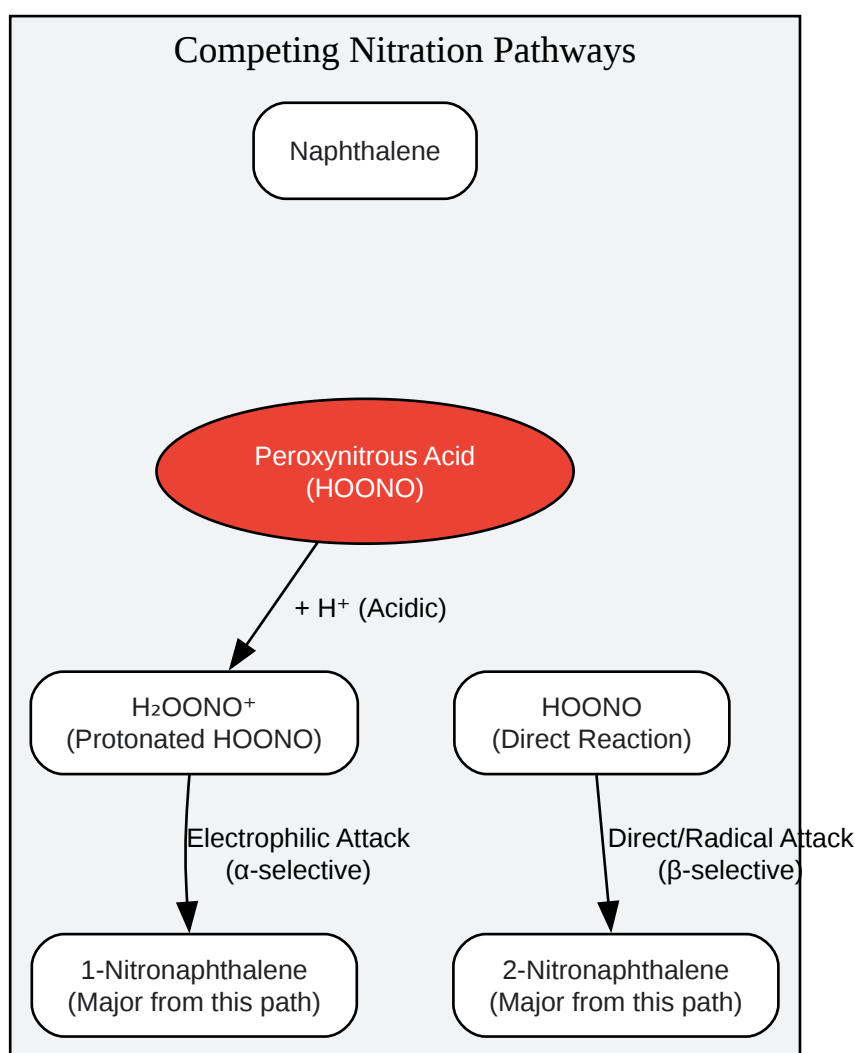 Competing Nitration Pathways
Naphthalene
Peroxynitrous Acid
(HOONO)
+ H⁺ (Acidic)
H₂OONO⁺
(Protonated HOONO)
HOONO
(Direct Reaction)
Electrophilic Attack
(α-selective)
Direct/Radical Attack
(β-selective)
1-Nitronaphthalene
(Major from this path)
2-Nitronaphthalene
(Major from this path)